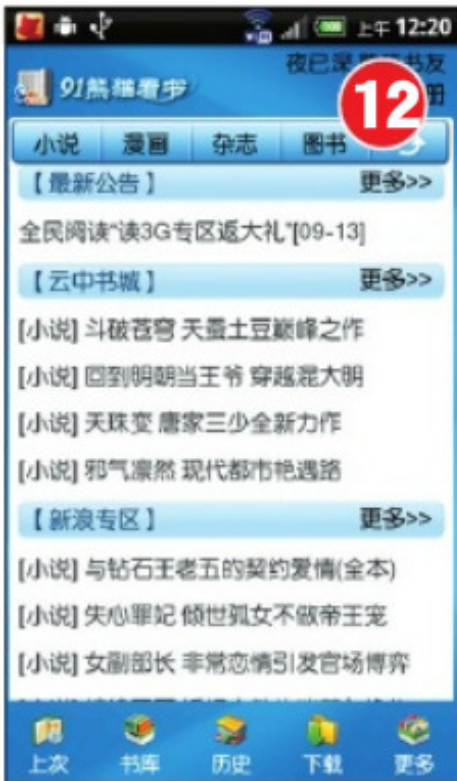 上午 12:20
夜已深
书友
91熊猫看书
12
册
小说 漫画 杂志 图书
【最新公告】 更多>>
全民阅读“读3G专区返大礼”[09-13]
【云中书城】 更多>>
[小说] 斗破苍穹 天蚕土豆巅峰之作
[小说] 回到明朝当王爷 穿越混大明
[小说] 天珠变 唐家三少全新力作
[小说] 邪气凛然 现代都市艳遇路
【新浪专区】 更多>>
[小说] 与钻石王老五的契约爱情(全本)
[小说] 失心罪妃 倾世孤女不做帝王宠
[小说] 女副部长 非常恋情引发官场博弈
上次 书库 历史 下载 更多